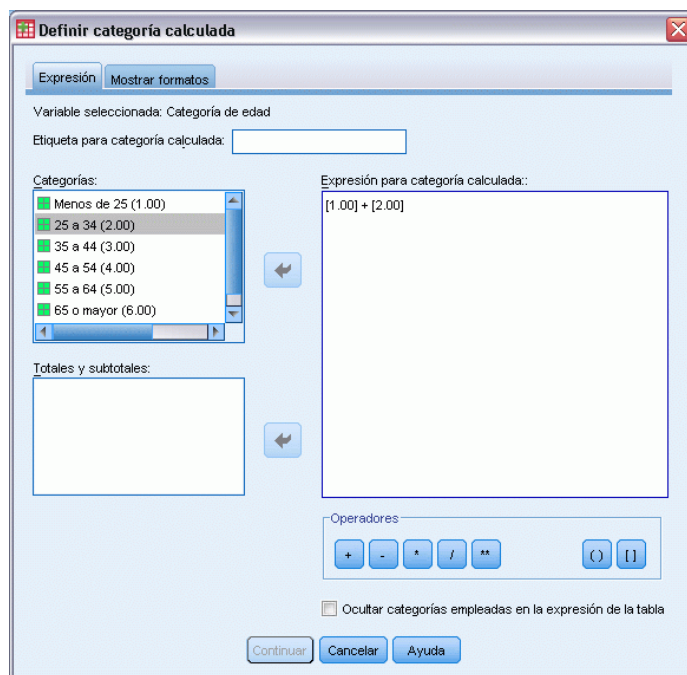 Definir categoría calculada
Expresión
Mostrar formatos
Variable seleccionada: Categoría de edad
Etiqueta para categoría calculada:
Categorías:
Menos de 25 (1.00)
25 a 34 (2.00)
35 a 44 (3.00)
45 a 54 (4.00)
55 a 64 (5.00)
65 o mayor (6.00)
Totales y subtotales:
Expresión para categoría calculada::
[1.00] + [2.00]
Operadores
+ - * / ** ( ) [ ]
Ocultar categorías empleadas en la expresión de la tabla
Continuar Cancelar Ayuda